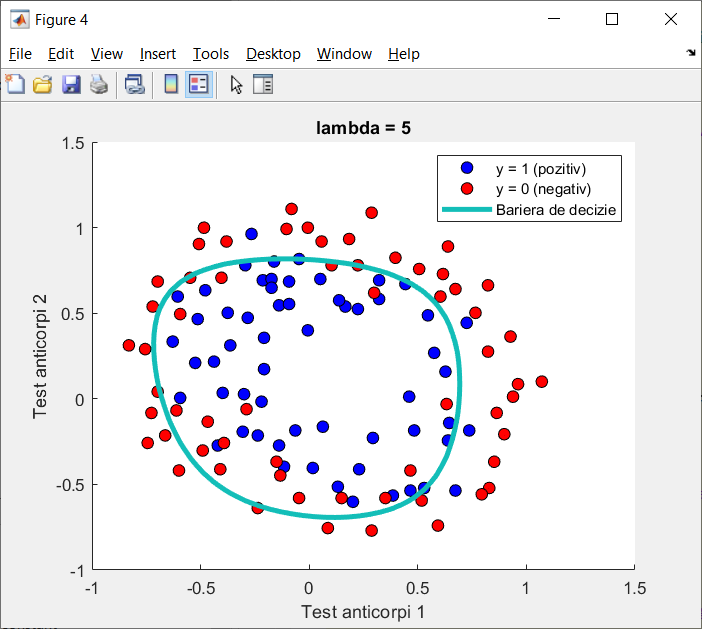 Figure 4
File Edit View Insert Tools Desktop Window Help
lambda = 5
y = 1 (pozitiv)
y = 0 (negativ)
Bariera de decizie
1.5
1
0.5
0
-0.5
-1
Test anticorpi 2
-1 -0.5 0 0.5 1 1.5
Test anticorpi 1